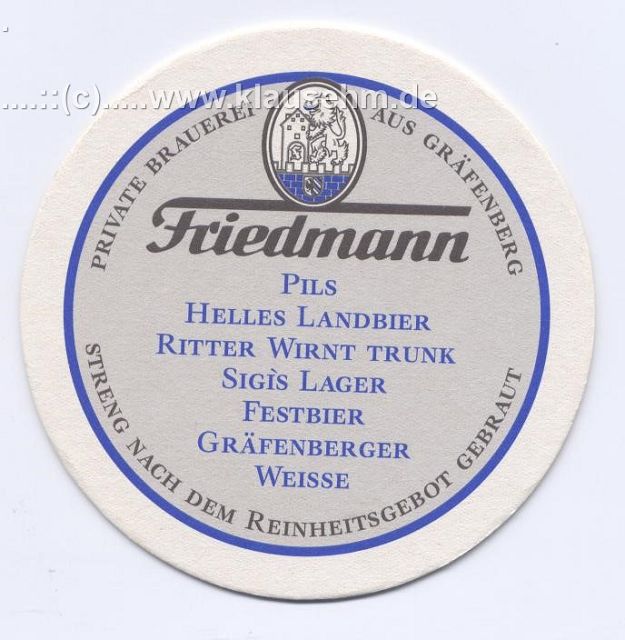 .....::(c).....www.klausehm.de
PRIVATE BRAUEREI AUS GRÄFENBERG
Friedmann
PILS
HELLES LANDBIER
RITTER WIRNT TRUNK
SIGÌS LAGER
FESTBIER
GRÄFENBERGER
WEISSE
STRENG NACH DEM REINHEITSGEBOT GEBRAUT